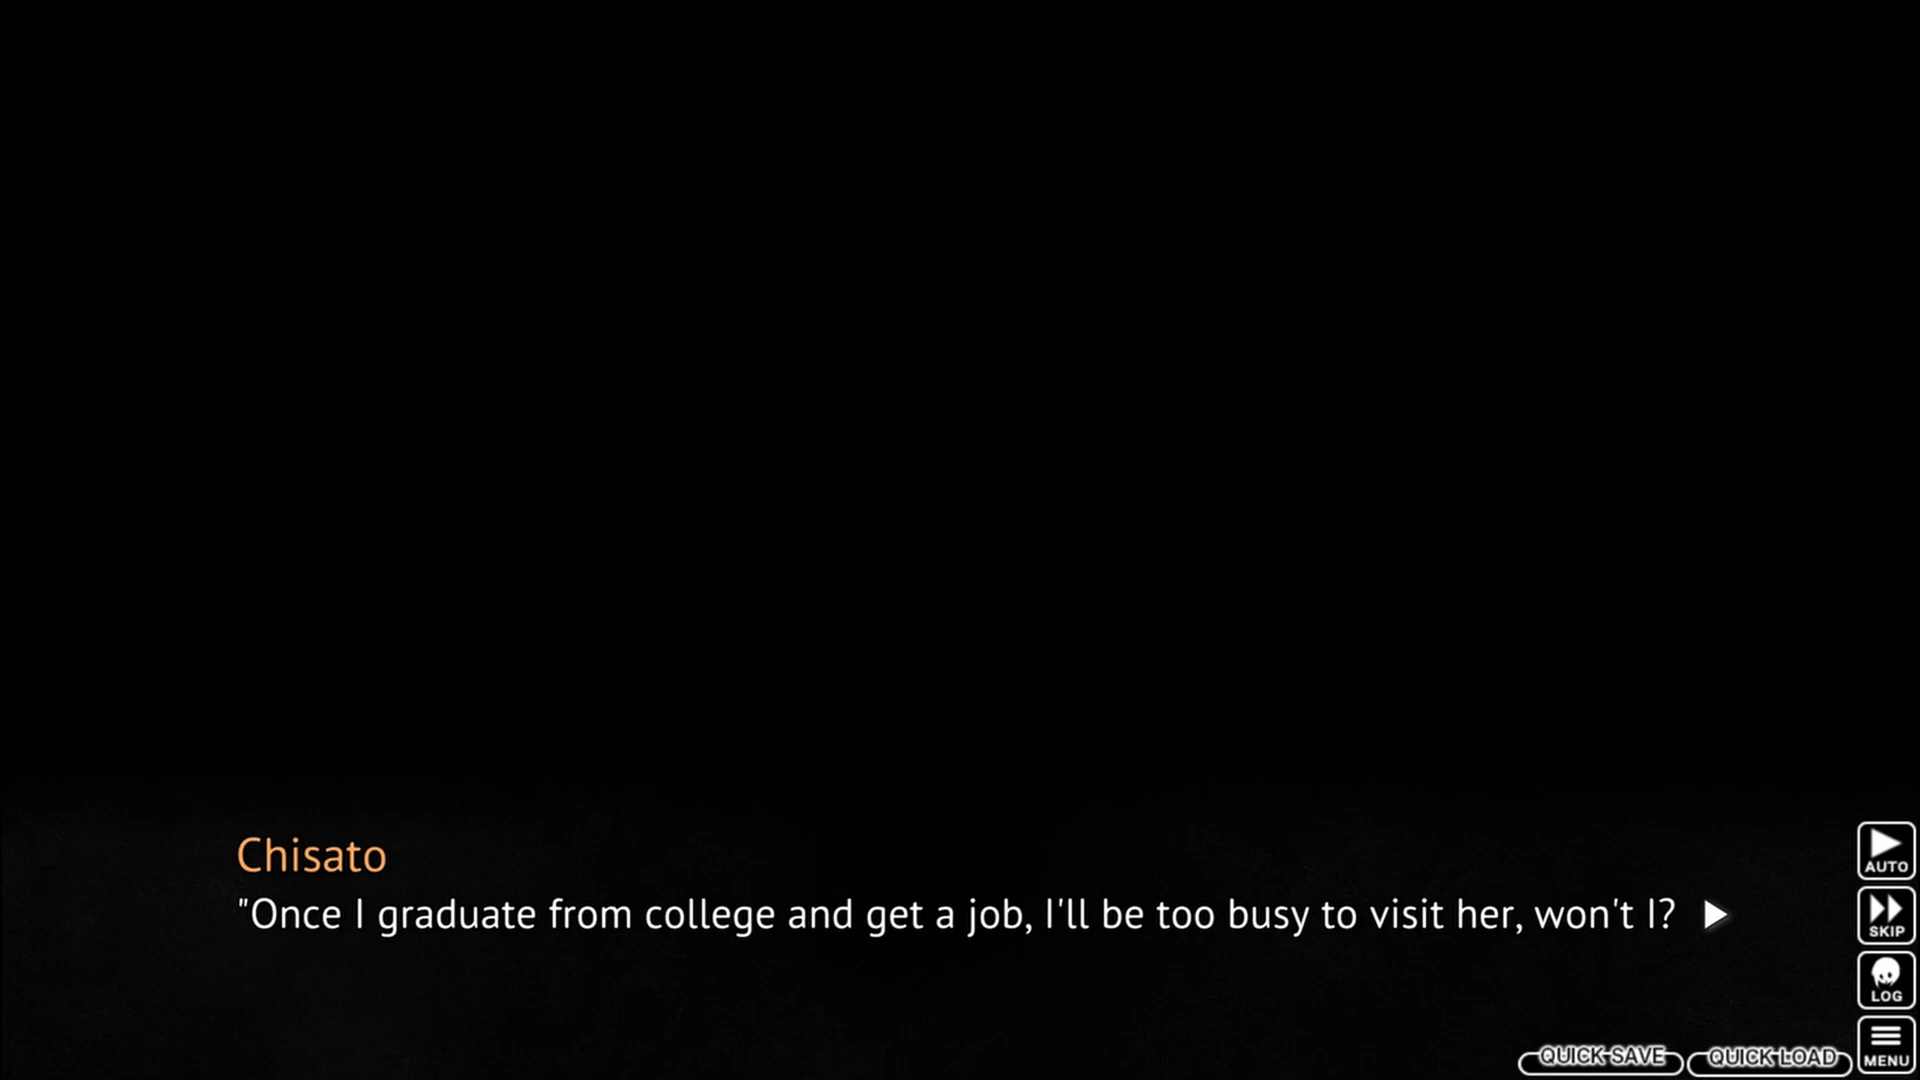 Chisato
"Once I graduate from college and get a job, I'll be too busy to visit her, won't I?
AUTO
SKIP
LOG
MENU
QUICK SAVE
QUICK LOAD